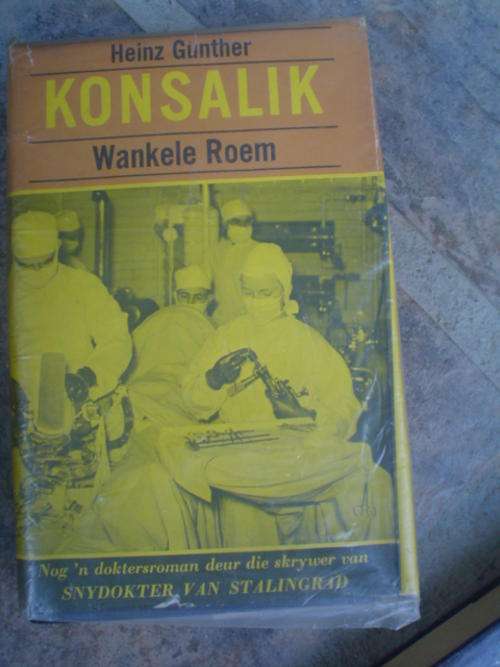 Heinz Gunther
KONSALIK
Wankele Roem
Nog 'n doktersroman deur die skrywer van
SNYDOKTER VAN STALINGRAD